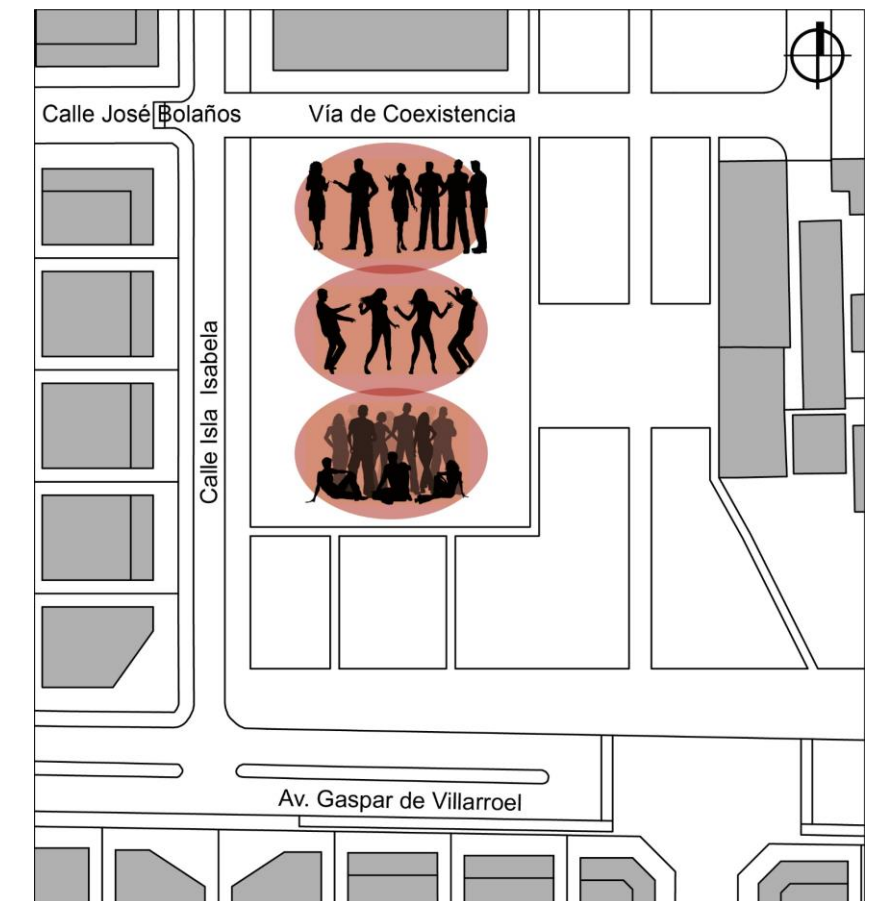 Calle José Bolaños
Vía de Coexistencia
Calle Isla Isabela
Av. Gaspar de Villarroel